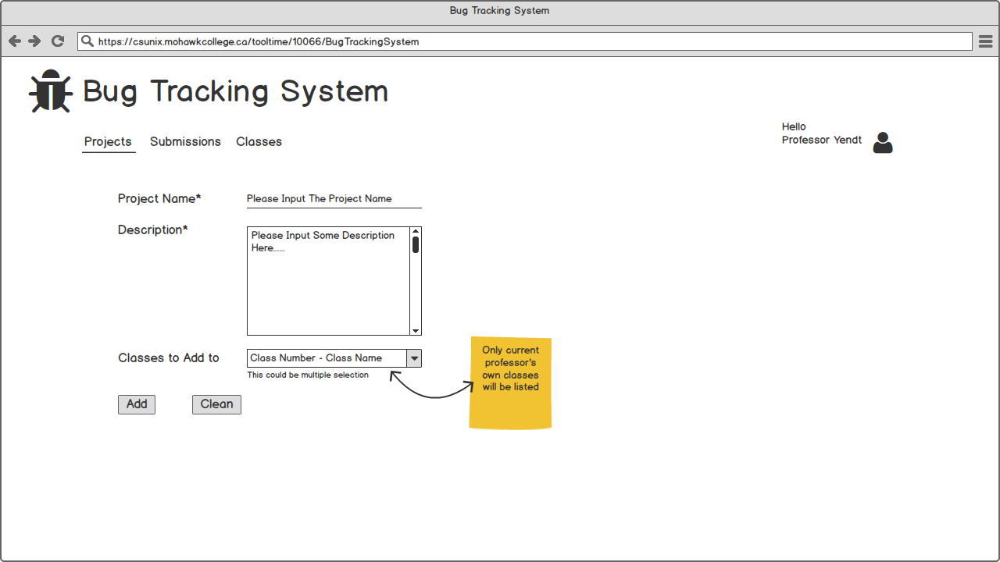 Bug Tracking System
https://csunix.mohawkcollege.ca/tooltime/10066/BugTrackingSystem
Bug Tracking System
Projects Submissions Classes
Hello
Professor Yendt
Project Name* Please Input The Project Name
Description*
Please Input Some Description
Here......
Classes to Add to Class Number - Class Name
This could be multiple selection
Only current
professor's
own classes
will be listed
Add Clean